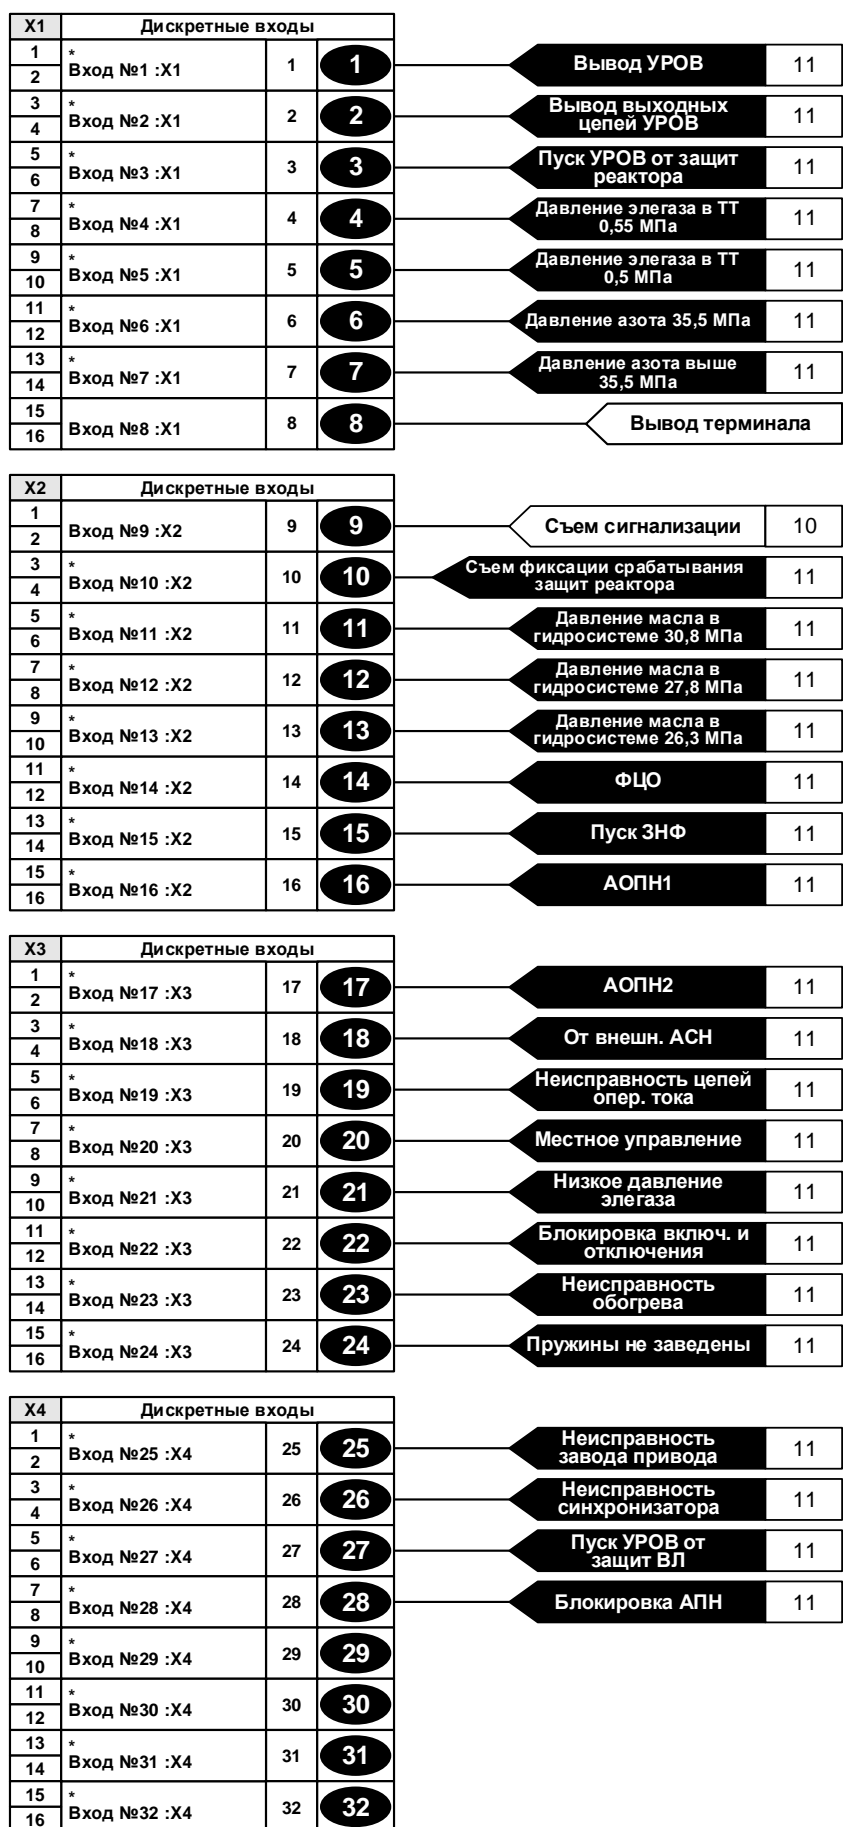 X1 Дискретные входы
1 2 * Вход №1 :X1 1 1 Вывод УРОВ 11
3 4 * Вход №2 :X1 2 2 Вывод выходных цепей УРОВ 11
5 6 * Вход №3 :X1 3 3 Пуск УРОВ от защит реактора 11
7 8 * Вход №4 :X1 4 4 Давление элегаза в ТТ 0,55 МПа 11
9 10 * Вход №5 :X1 5 5 Давление элегаза в ТТ 0,5 МПа 11
11 12 * Вход №6 :X1 6 6 Давление азота 35,5 МПа 11
13 14 * Вход №7 :X1 7 7 Давление азота выше 35,5 МПа 11
15 16 Вход №8 :X1 8 8 Вывод терминала
X2 Дискретные входы
1 2 Вход №9 :X2 9 9 Съем сигнализации 10
3 4 * Вход №10 :X2 10 10 Съем фиксации срабатывания защит реактора 11
5 6 * Вход №11 :X2 11 11 Давление масла в гидросистеме 30,8 МПа 11
7 8 * Вход №12 :X2 12 12 Давление масла в гидросистеме 27,8 МПа 11
9 10 * Вход №13 :X2 13 13 Давление масла в гидросистеме 26,3 МПа 11
11 12 * Вход №14 :X2 14 14 ФЦО 11
13 14 * Вход №15 :X2 15 15 Пуск ЗНФ 11
15 16 * Вход №16 :X2 16 16 АОПН1 11
X3 Дискретные входы
1 2 * Вход №17 :X3 17 17 АОПН2 11
3 4 * Вход №18 :X3 18 18 От внешн. АСН 11
5 6 * Вход №19 :X3 19 19 Неисправность цепей опер. тока 11
7 8 * Вход №20 :X3 20 20 Местное управление 11
9 10 * Вход №21 :X3 21 21 Низкое давление элегаза 11
11 12 * Вход №22 :X3 22 22 Блокировка включ. и отключения 11
13 14 * Вход №23 :X3 23 23 Неисправность обогрева 11
15 16 * Вход №24 :X3 24 24 Пружины не заведены 11
X4 Дискретные входы
1 2 * Вход №25 :X4 25 25 Неисправность завода привода 11
3 4 * Вход №26 :X4 26 26 Неисправность синхронизатора 11
5 6 * Вход №27 :X4 27 27 Пуск УРОВ от защит ВЛ 11
7 8 * Вход №28 :X4 28 28 Блокировка АПН 11
9 10 * Вход №29 :X4 29 29
11 12 * Вход №30 :X4 30 30
13 14 * Вход №31 :X4 31 31
15 16 * Вход №32 :X4 32 32